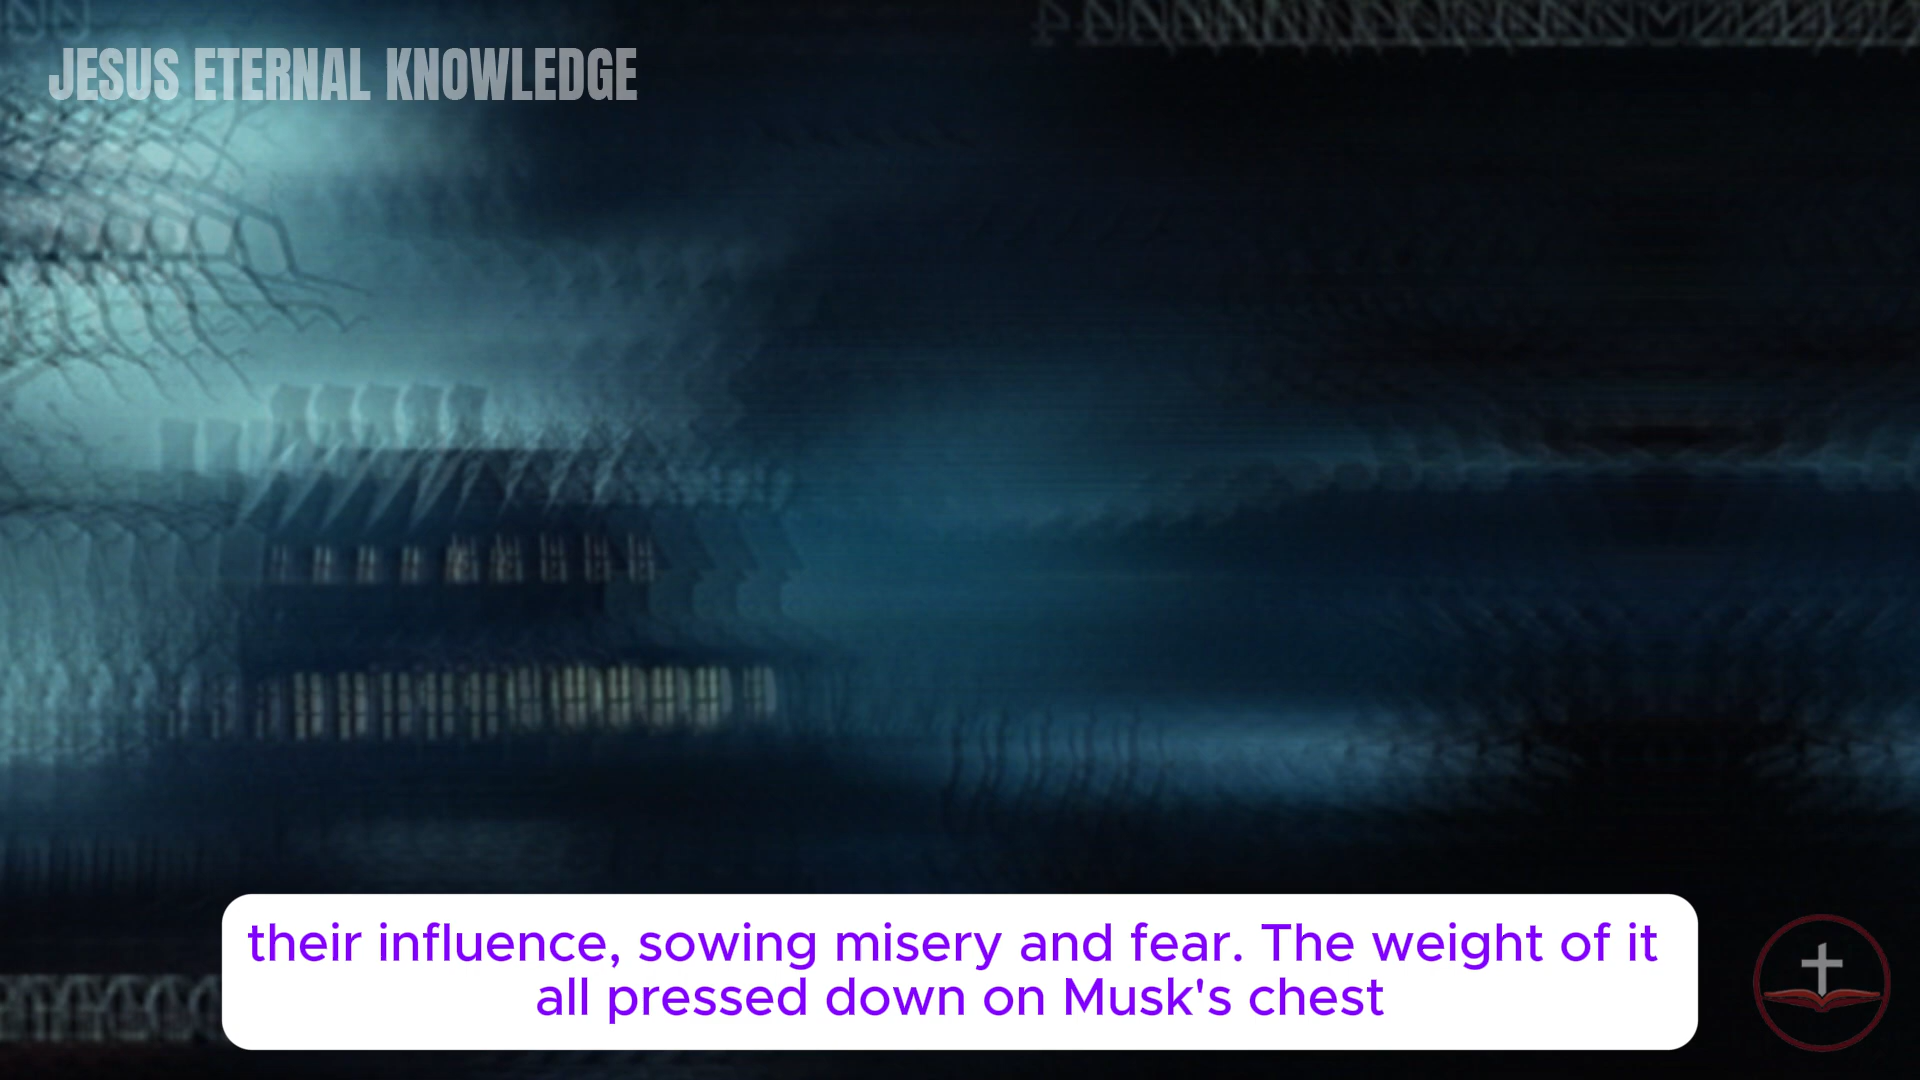 JESUS ETERNAL KNOWLEDGE
their influence, sowing misery and fear. The weight of it
all pressed down on Musk's chest